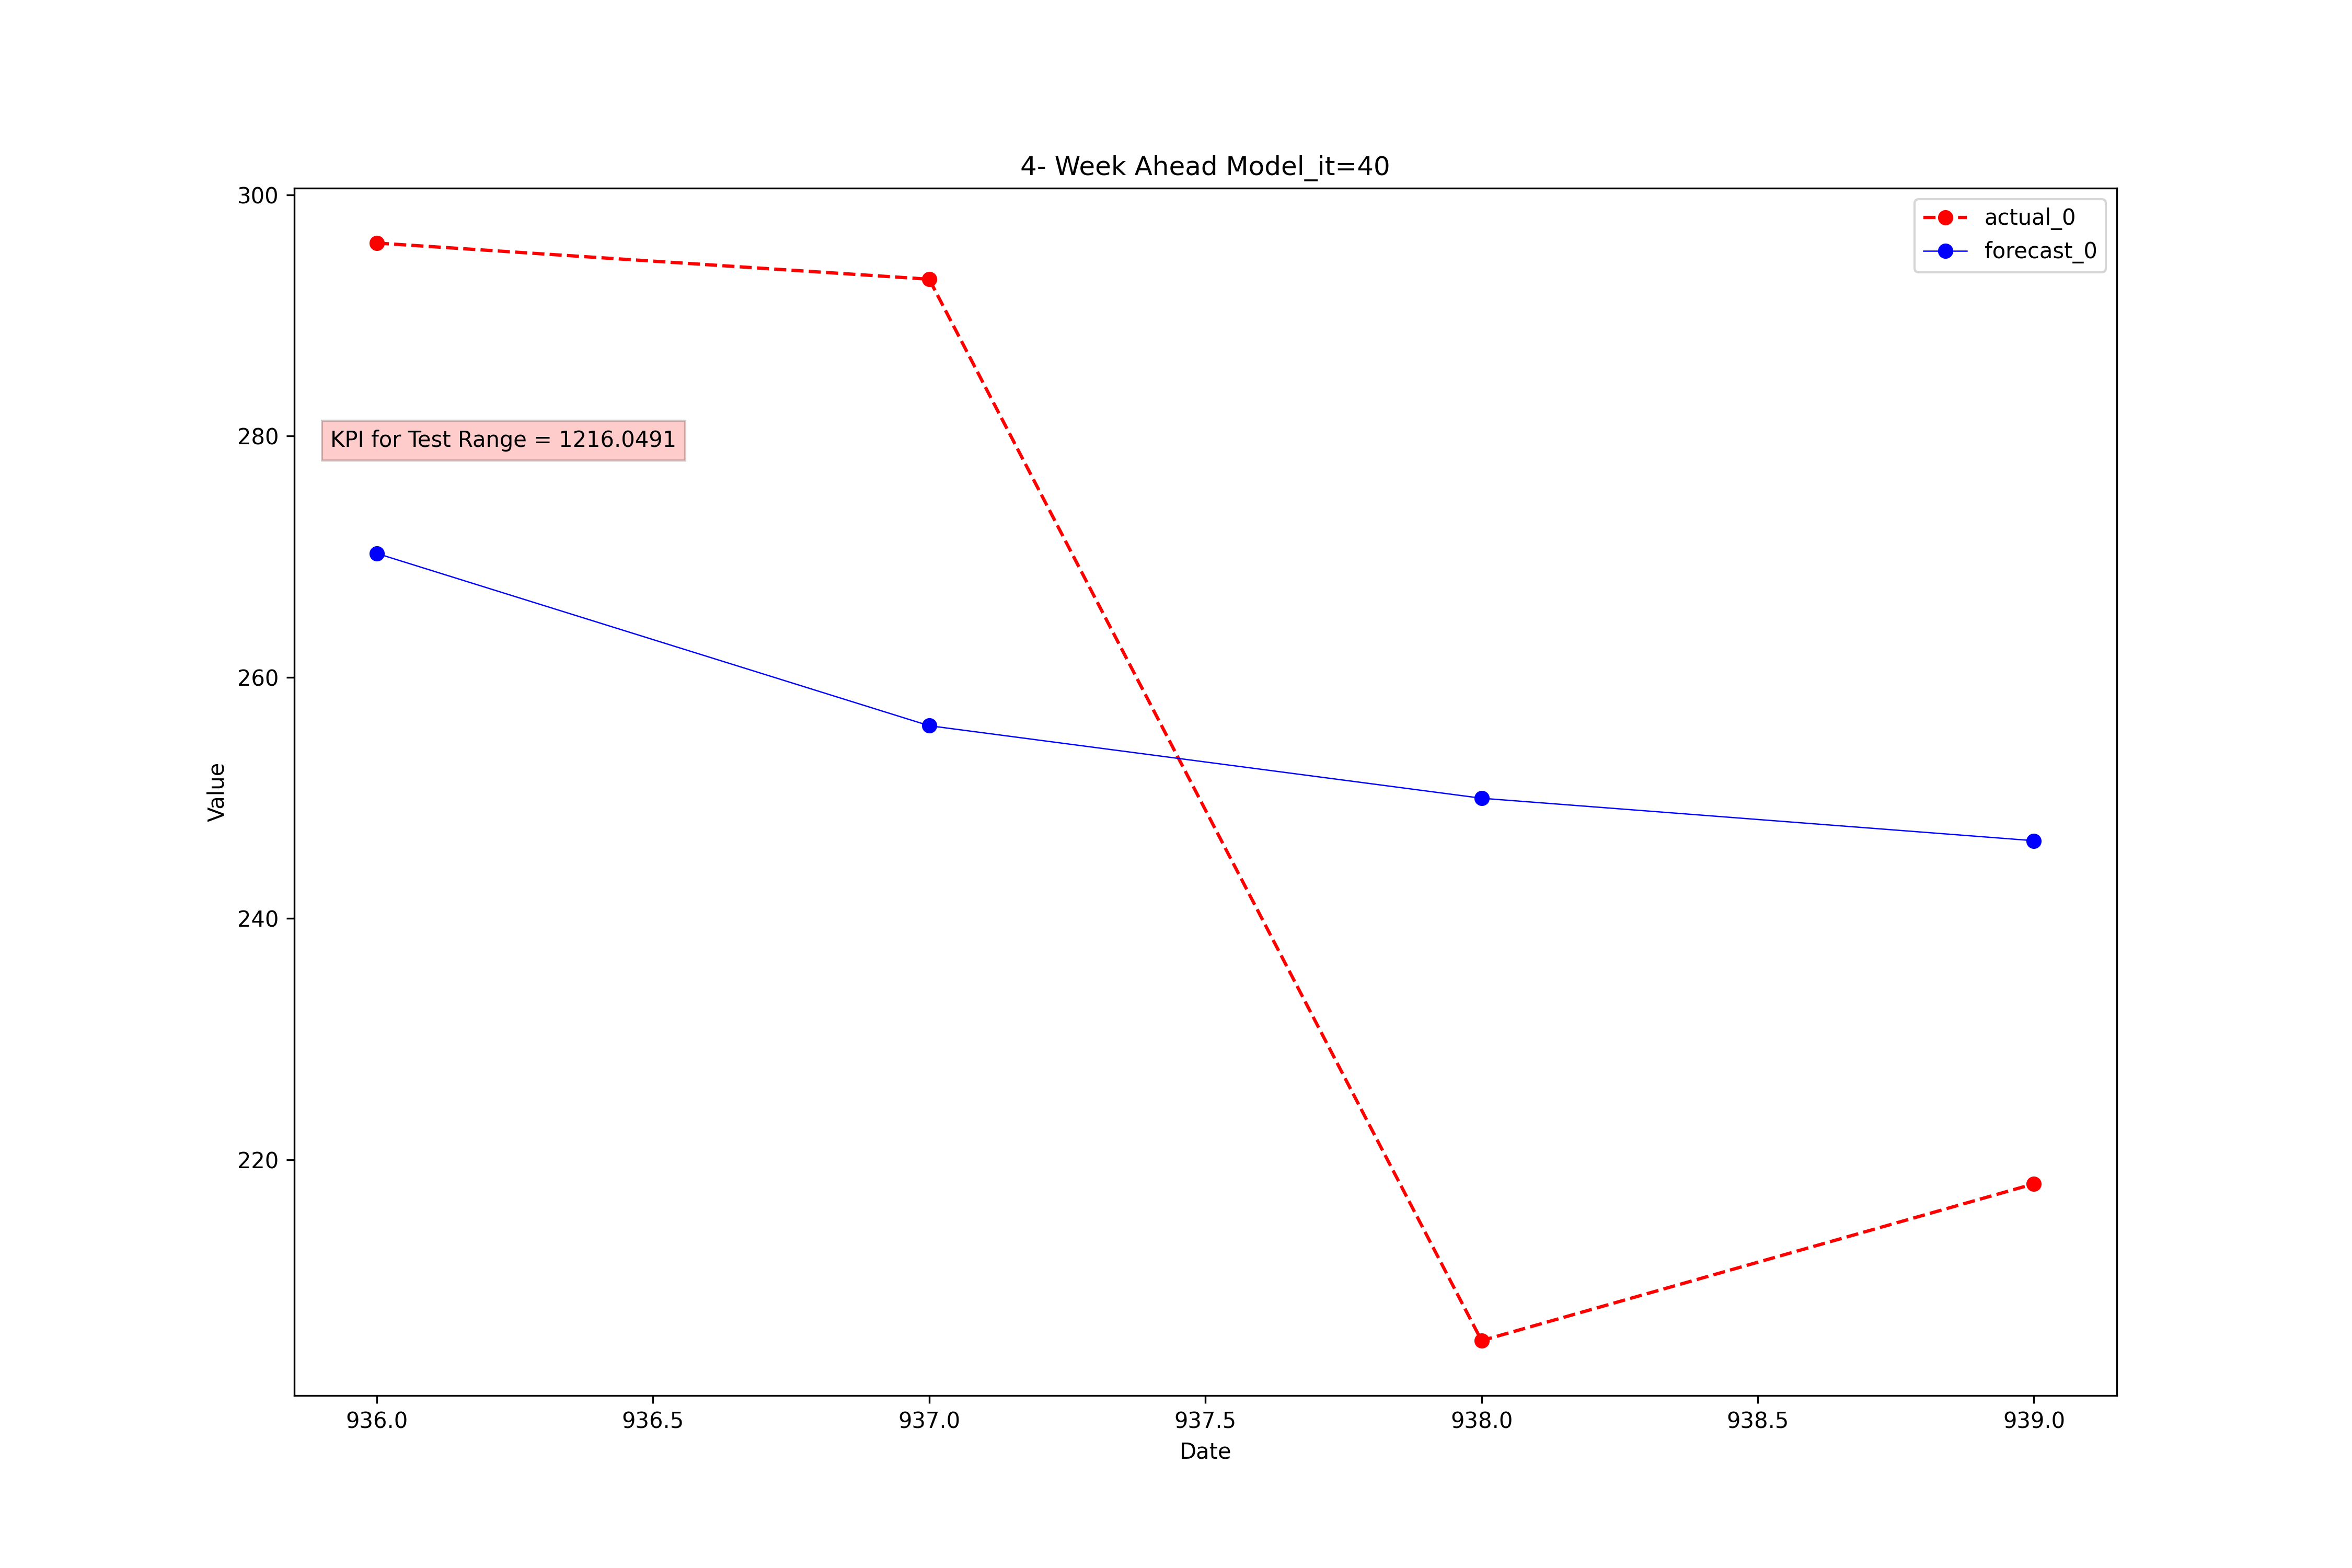 4- Week Ahead Model_it=40
300
280
260
240
220
Value
KPI for Test Range = 1216.0491
actual_0
forecast_0
936.0 936.5 937.0 937.5 938.0 938.5 939.0
Date